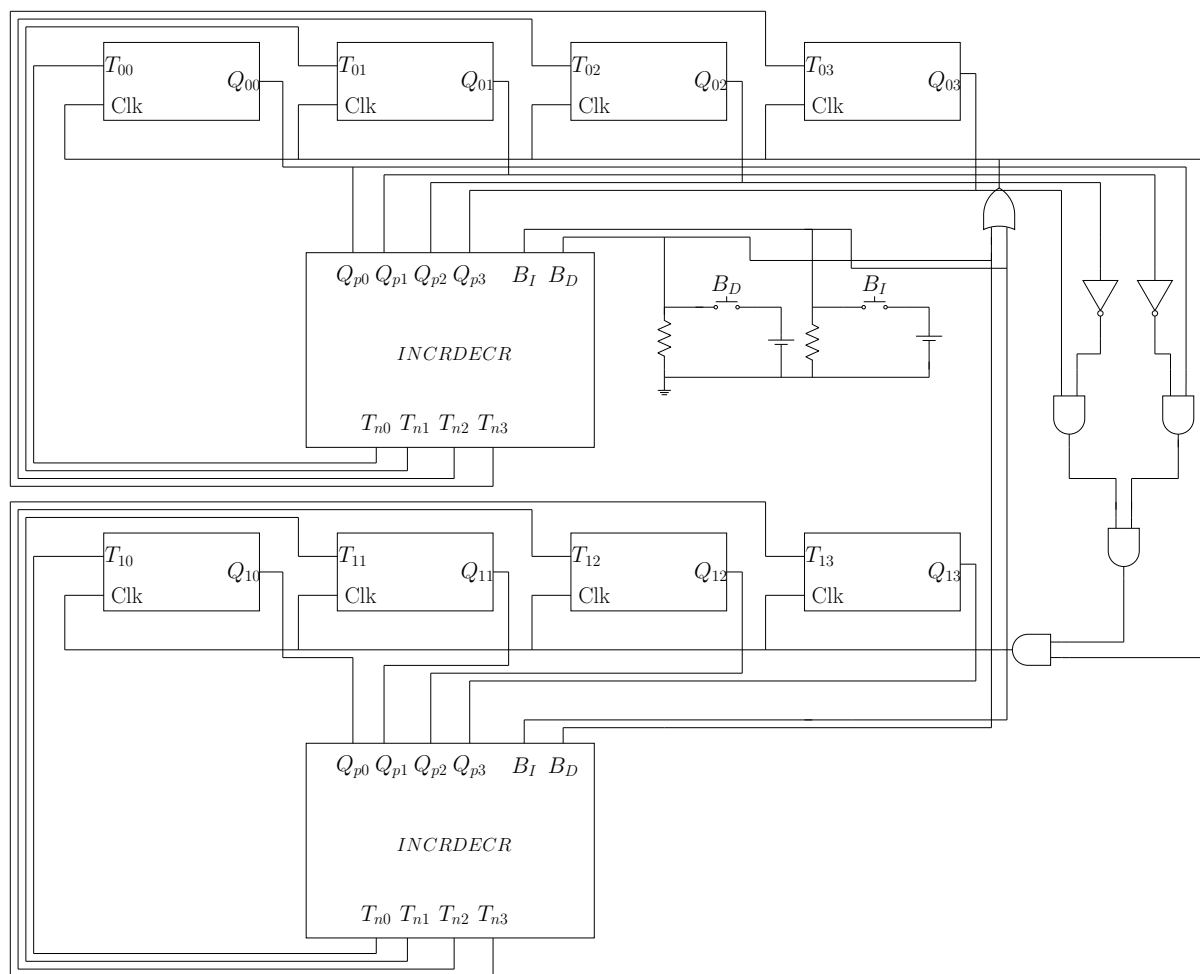 T00 T01 T02 T03
Q00 Q01 Q02 Q03
Clk Clk Clk Clk
Qp0 Qp1 Qp2 Qp3 BI BD
BD BI
INCRDECR
Tn0 Tn1 Tn2 Tn3
T10 T11 T12 T13
Q10 Q11 Q12 Q13
Clk Clk Clk Clk
Qp0 Qp1 Qp2 Qp3 BI BD
INCRDECR
Tn0 Tn1 Tn2 Tn3